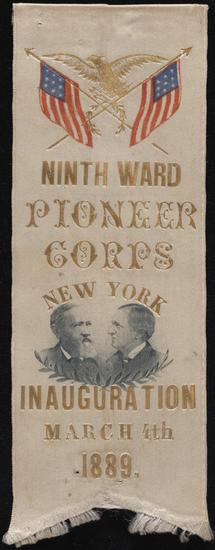 NINTH WARD
PIONEER
CORPS
NEW YORK
INAUGURATION
MARCH 4th
1889.